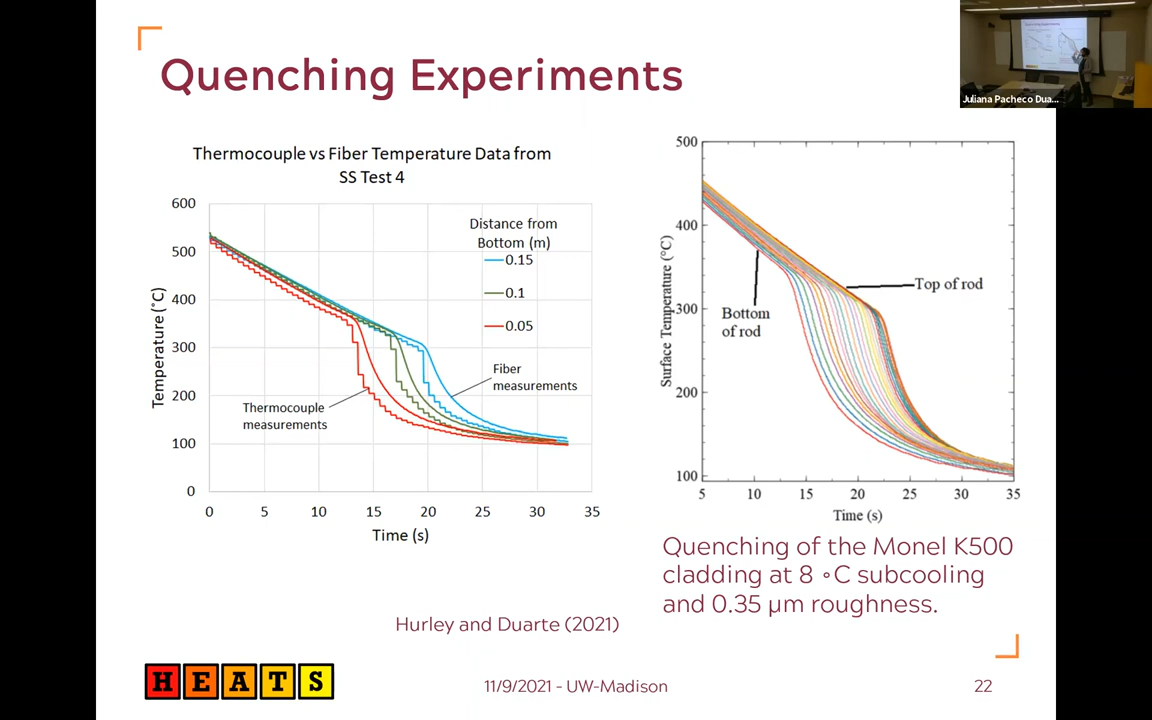 Quenching Experiments
Juliana Pacheco Dua...
Thermocouple vs Fiber Temperature Data from
SS Test 4
600
500
400
300
200
100
0
Temperature (°C)
0 5 10 15 20 25 30 35
Time (s)
Distance from
Bottom (m)
0.15
0.1
0.05
Fiber
measurements
Thermocouple
measurements
500
400
300
200
100
Surface Temperature (°C)
5 10 15 20 25 30 35
Time (s)
Top of rod
Bottom
of rod
Quenching of the Monel K500
cladding at 8 ∘C subcooling
and 0.35 µm roughness.
Hurley and Duarte (2021)
HEATS
11/9/2021 - UW-Madison
22